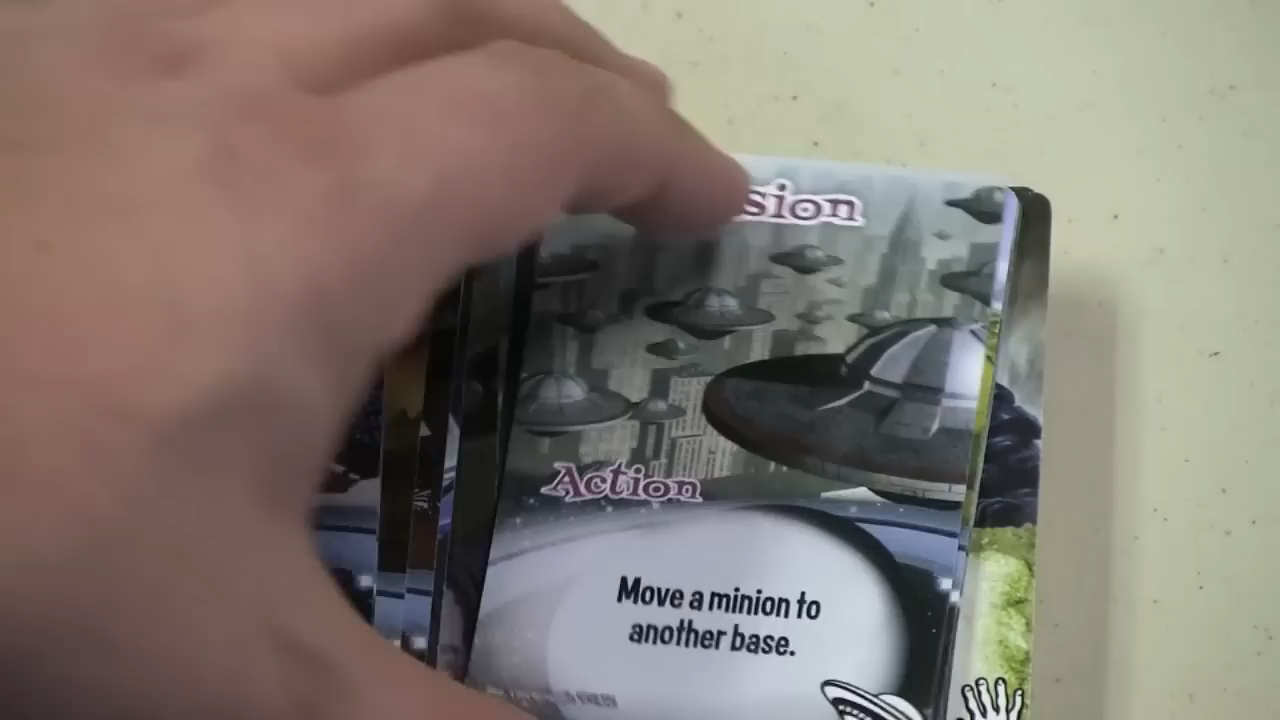 sion
Action
Move a minion to
another base.